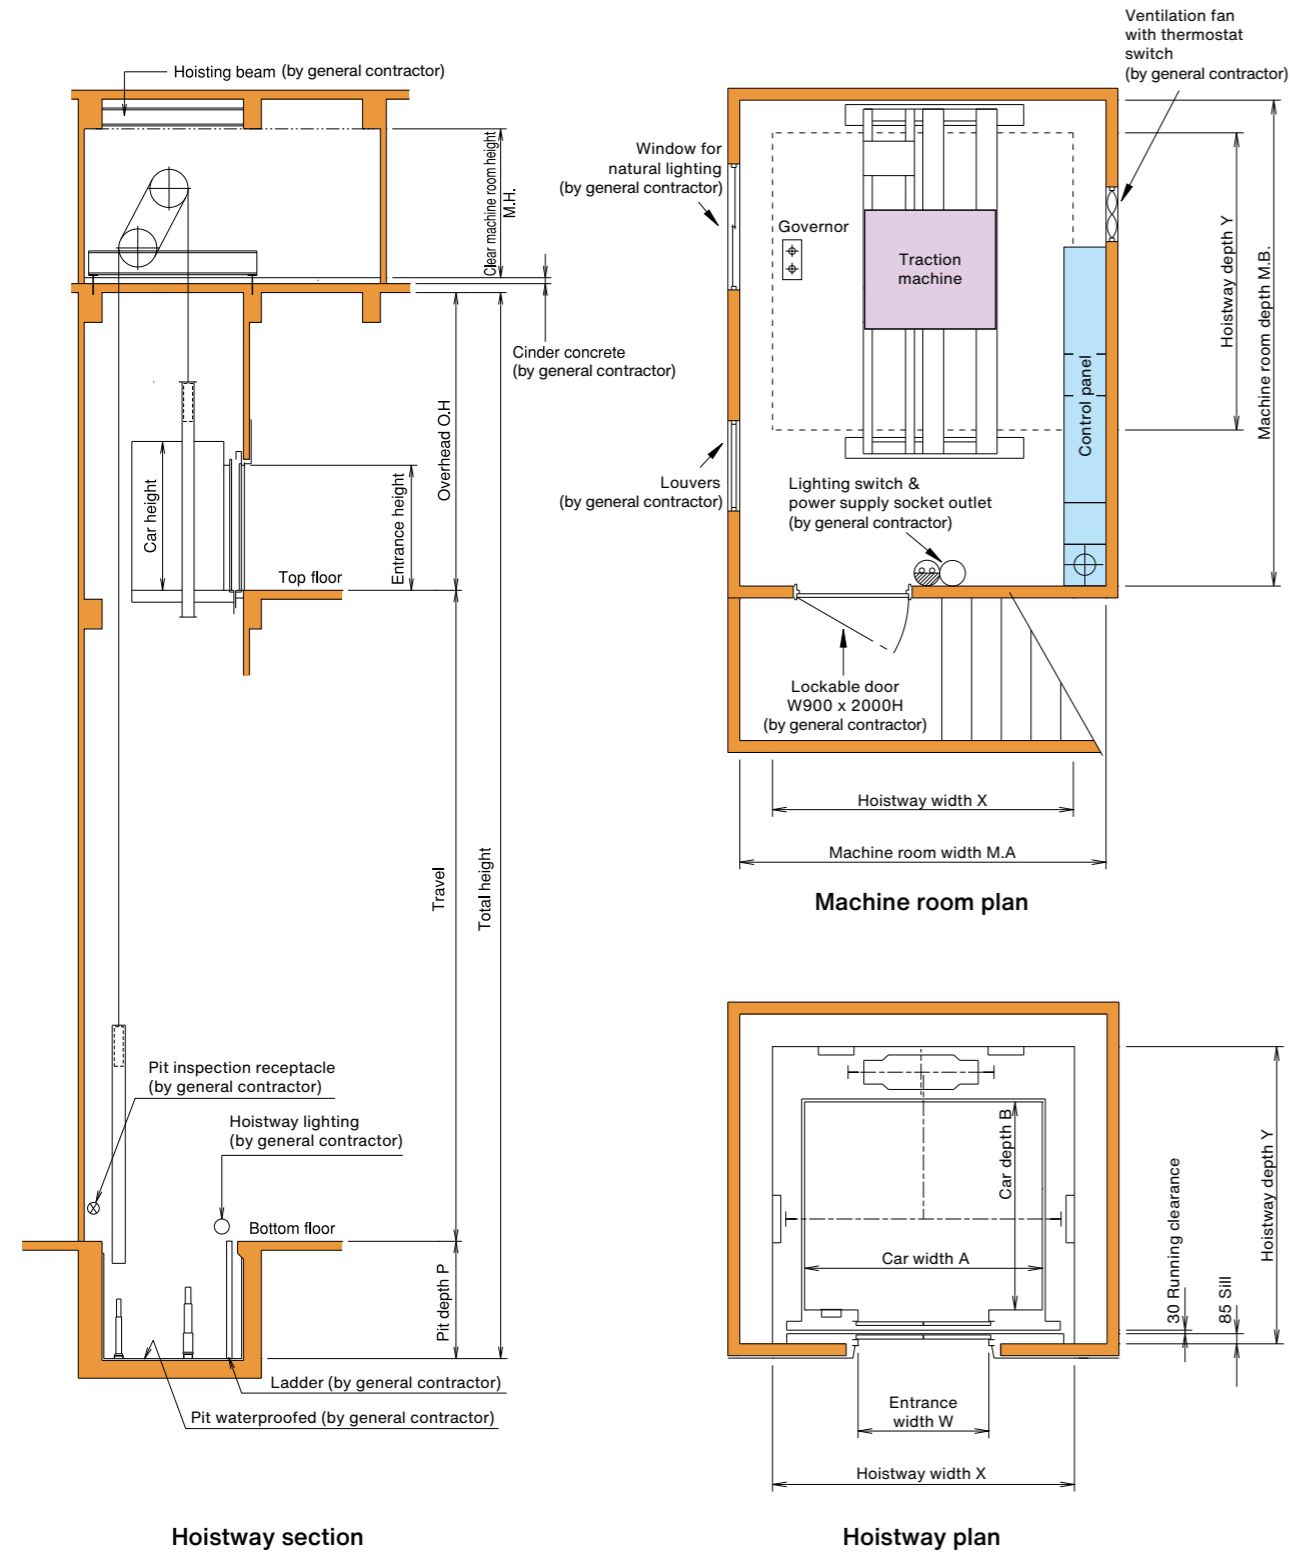 Hoisting beam (by general contractor)
Clear machine room height
M.H.
Cinder concrete
(by general contractor)
Overhead O.H
Car height
Entrance height
Top floor
Travel
Total height
Pit inspection receptacle
(by general contractor)
Hoistway lighting
(by general contractor)
Bottom floor
Pit depth P
Ladder (by general contractor)
Pit waterproofed (by general contractor)
Hoistway section
Ventilation fan
with thermostat
switch
(by general contractor)
Window for
natural lighting
(by general contractor)
Governor
Traction
machine
Hoistway depth Y
Machine room depth M.B.
Control panel
Louvers
(by general contractor)
Lighting switch &
power supply socket outlet
(by general contractor)
Lockable door
W900 x 2000H
(by general contractor)
Hoistway width X
Machine room width M.A
Machine room plan
Car depth B
Car width A
30 Running clearance
85 Sill
Hoistway depth Y
Entrance
width W
Hoistway width X
Hoistway plan